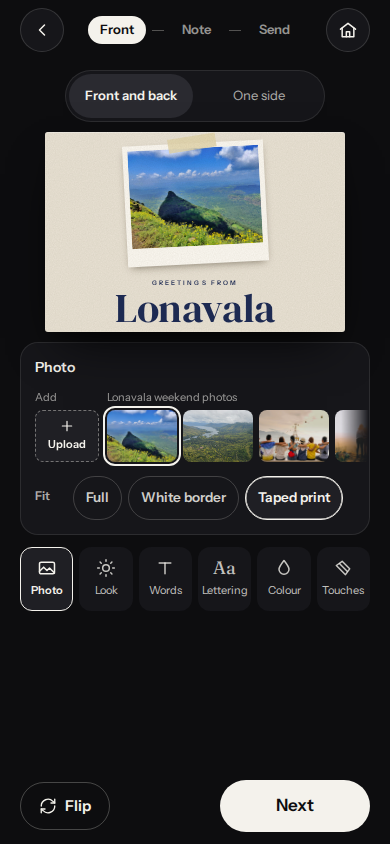 Front
Note
Send
Front and back
One side
GREETINGS FROM
Lonavala
Photo
Add
Lonavala weekend photos
Upload
Fit
Full
White border
Taped print
Photo
Look
Words
Aa
Lettering
Colour
Touches
Flip
Next